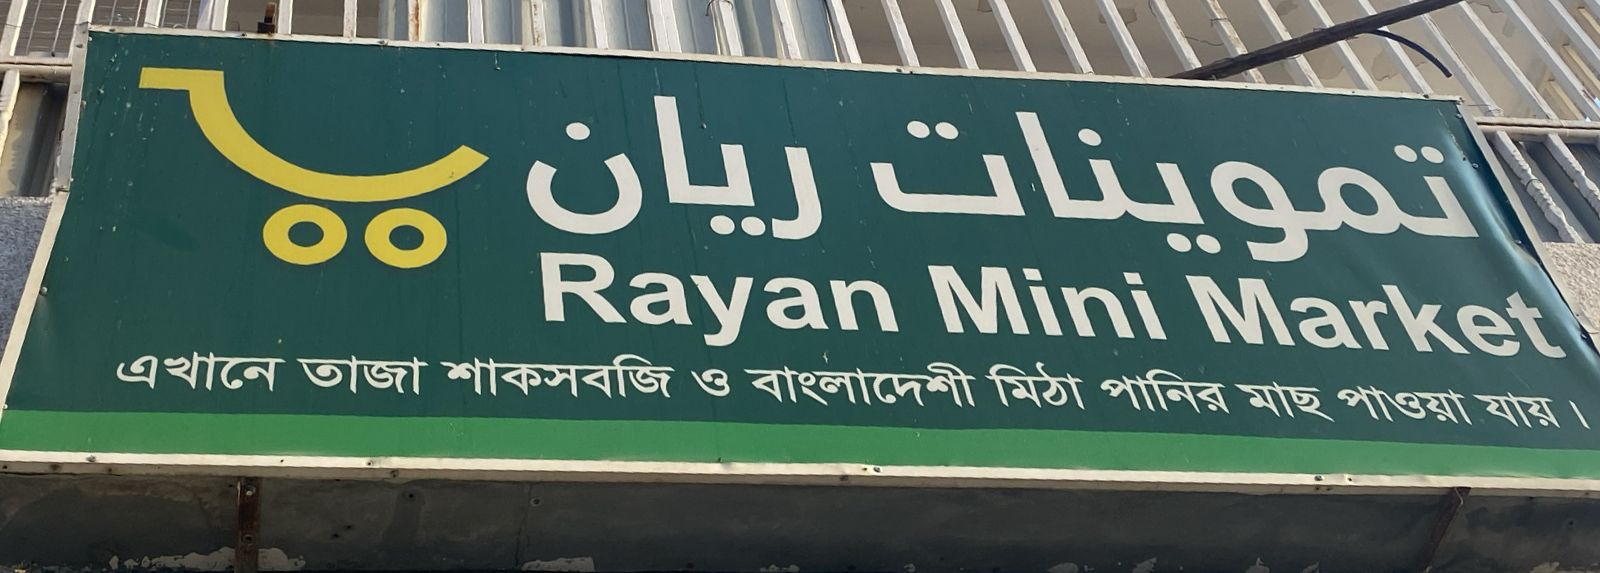 تموينات ريان
Rayan Mini Market
এখানে তাজা শাকসবজি ও বাংলাদেশী মিঠা পানির মাছ পাওয়া যায়।